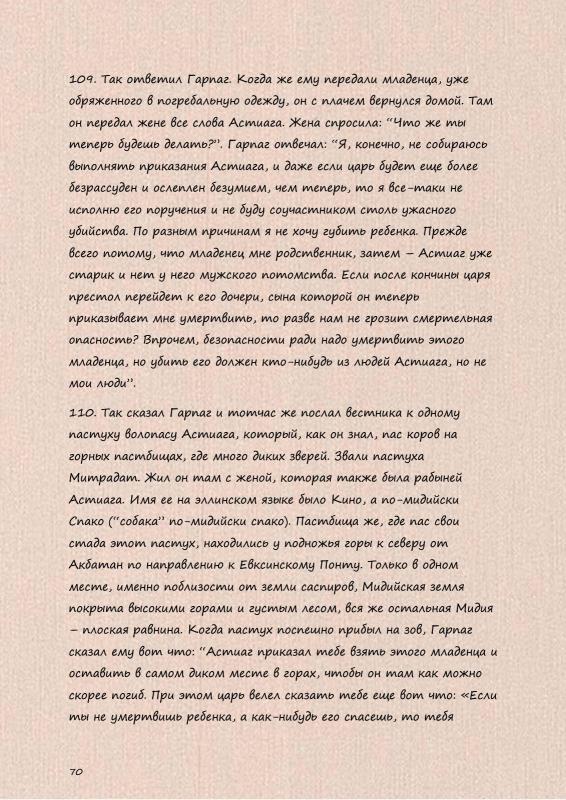 109. Так ответил Гарпаг. Когда же ему передали младенца, уже
обряженного в погребальную одежду, он с плачем вернулся домой. Там
он передал жене все слова Астиага. Жена спросила: “Что же ты
теперь будешь делать?”. Гарпаг отвечал: “Я, конечно, не собираюсь
выполнять приказания Астиага, и даже если царь будет еще более
безрассуден и ослеплен безумием, чем теперь, то я все-таки не
исполню его поручения и не буду соучастником столь ужасного
убийства. По разным причинам я не хочу губить ребенка. Прежде
всего потому, что младенец мне родственник, затем – Астиаг уже
старик и нет у него мужского потомства. Если после кончины царя
престол перейдет к его дочери, сына которой он теперь
приказывает мне умертвить, то разве нам не грозит смертельная
опасность? Впрочем, безопасности ради надо умертвить этого
младенца, но убить его должен кто-нибудь из людей Астиага, но не
мои люди”.
110. Так сказал Гарпаг и тотчас же послал вестника к одному
пастуху волопасу Астиага, который, как он знал, пас коров на
горных пастбищах, где много диких зверей. Звали пастуха
Митрадат. Жил он там с женой, которая также была рабыней
Астиага. Имя ее на эллинском языке было Кино, а по-мидийски
Спако (“собака” по-мидийски спако). Пастбища же, где пас свои
стада этот пастух, находились у подножья горы к северу от
Акбатан по направлению к Евксинскому Понту. Только в одном
месте, именно поблизости от земли саспиров, Мидийская земля
покрыта высокими горами и густым лесом, вся же остальная Мидия
– плоская равнина. Когда пастух поспешно прибыл на зов, Гарпаг
сказал ему вот что: “Астиаг приказал тебе взять этого младенца и
оставить в самом диком месте в горах, чтобы он там как можно
скорее погиб. При этом царь велел сказать тебе еще вот что: «Если
ты не умертвишь ребенка, а как-нибудь его спасешь, то тебя
70